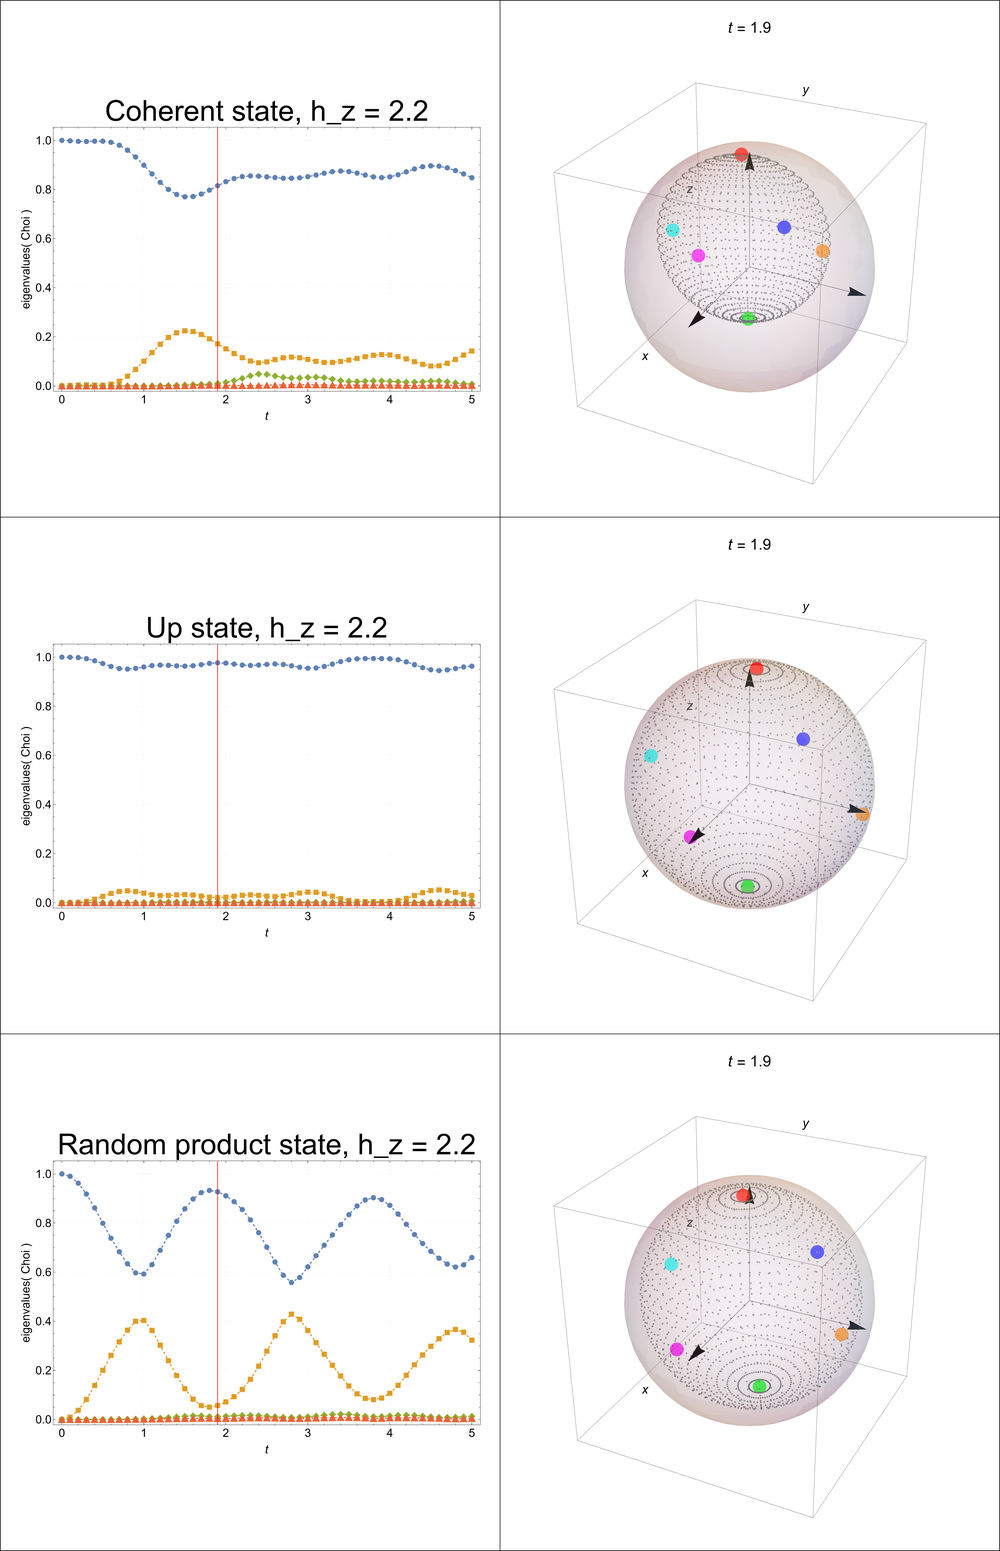 t = 1.9
y
Coherent state, h_z = 2.2
1.0
0.8
0.6
0.4
0.2
0.0
eigenvalues( Choi )
0 1 2 3 4 5
t
z
x
t = 1.9
y
Up state, h_z = 2.2
1.0
0.8
0.6
0.4
0.2
0.0
eigenvalues( Choi )
0 1 2 3 4 5
t
z
x
t = 1.9
y
Random product state, h_z = 2.2
1.0
0.8
0.6
0.4
0.2
0.0
eigenvalues( Choi )
0 1 2 3 4 5
t
z
x